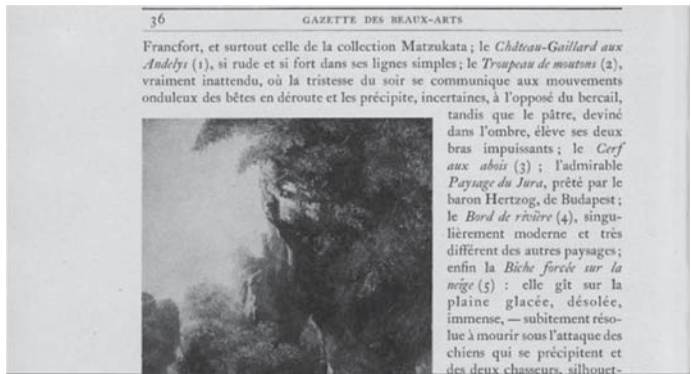 36
GAZETTE DES BEAUX-ARTS
Francfort, et surtout celle de la collection Matzukata ; le Château-Gaillard aux
Andelys (1), si rude et si fort dans ses lignes simples ; le Troupeau de moutons (2),
vraiment inattendu, où la tristesse du soir se communique aux mouvements
onduleux des bêtes en déroute et les précipite, incertaines, à l'opposé du bercail,
tandis que le pâtre, deviné
dans l'ombre, élève ses deux
bras impuissants ; le Cerf
aux abois (3) ; l'admirable
Paysage du Jura, prêté par le
baron Hertzog, de Budapest ;
le Bord de rivière (4), singu-
lièrement moderne et très
différent des autres paysages ;
enfin la Biche forcée sur la
neige (5) : elle gît sur la
plaine glacée, désolée,
immense, — subitement réso-
lue à mourir sous l'attaque des
chiens qui se précipitent et
des deux chasseurs, silhouet-